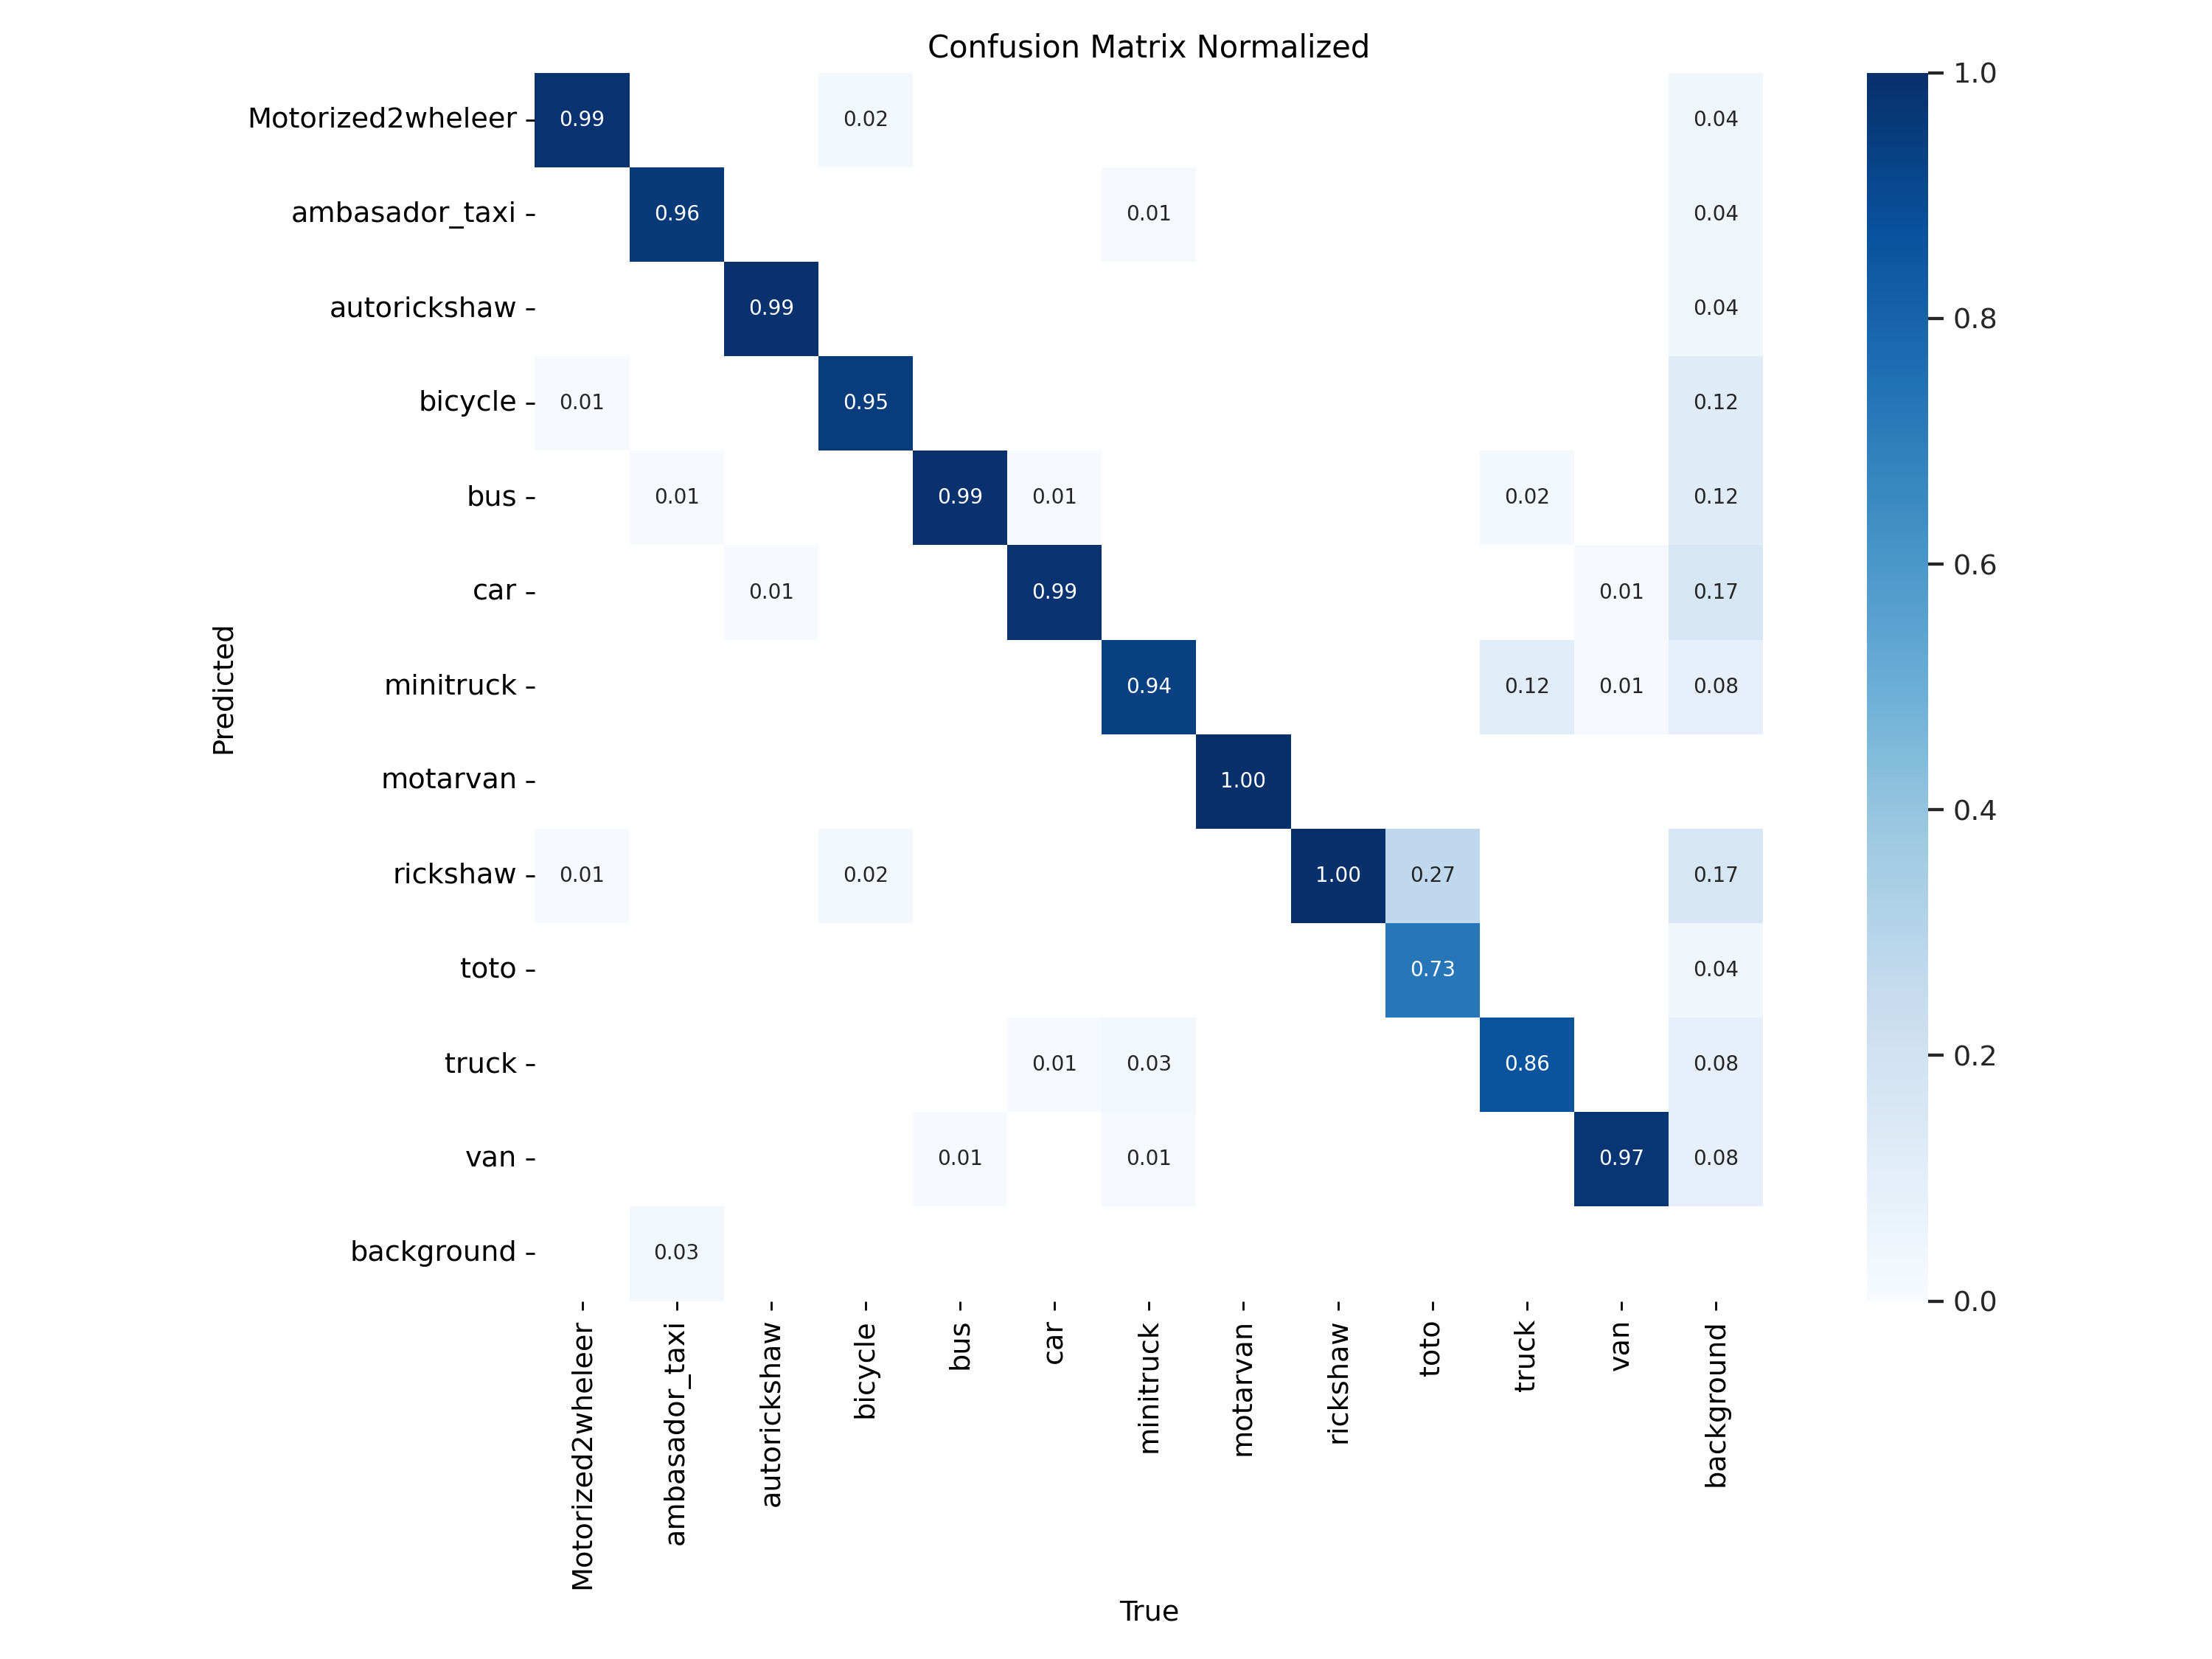 Confusion Matrix Normalized
Motorized2wheleer 0.99 0.02 0.04
ambasador_taxi 0.96 0.01 0.04
autorickshaw 0.99 0.04
bicycle 0.01 0.95 0.12
bus 0.01 0.99 0.01 0.02 0.12
car 0.01 0.99 0.01 0.17
minitruck 0.94 0.12 0.01 0.08
motarvan 1.00
rickshaw 0.01 0.02 1.00 0.27 0.17
toto 0.73 0.04
truck 0.01 0.03 0.86 0.08
van 0.01 0.01 0.97 0.08
background 0.03
Predicted
Motorized2wheleer
ambasador_taxi
autorickshaw
bicycle
bus
car
minitruck
motarvan
rickshaw
toto
truck
van
background
True
1.0
0.8
0.6
0.4
0.2
0.0